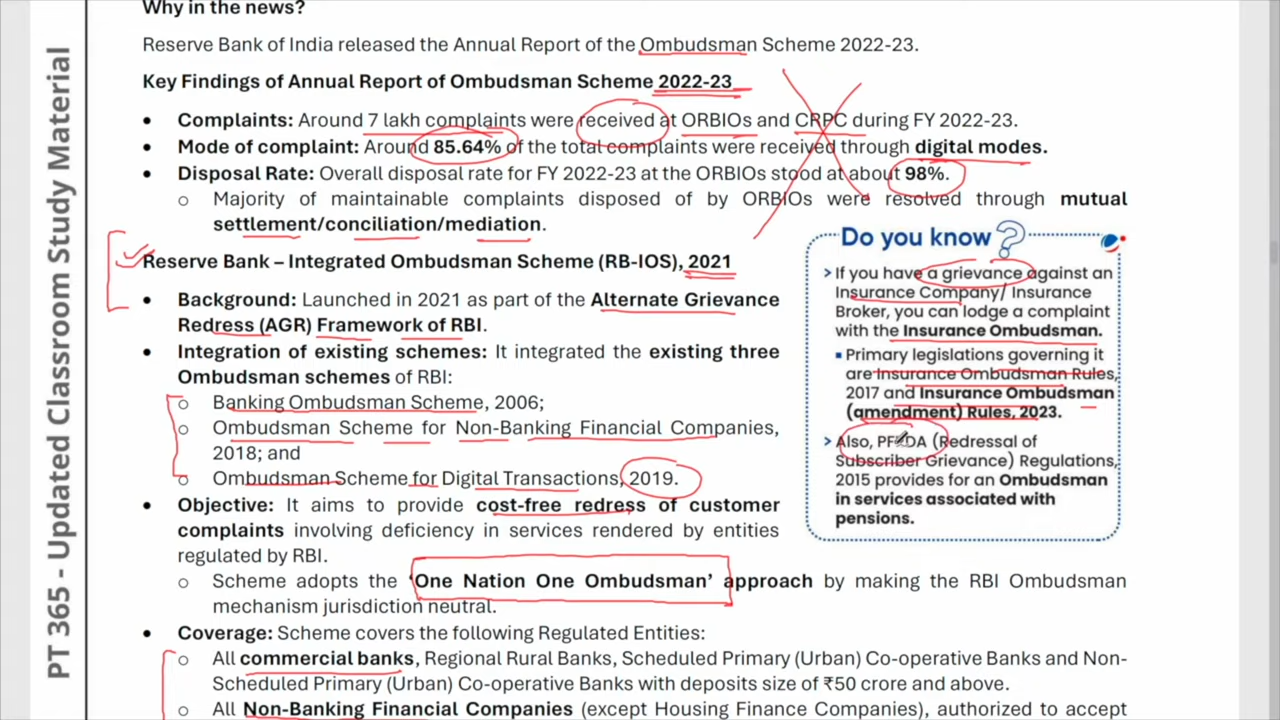 PT 365 - Updated Classroom Study Material
Why in the news?
Reserve Bank of India released the Annual Report of the Ombudsman Scheme 2022-23.
Key Findings of Annual Report of Ombudsman Scheme 2022-23
• Complaints: Around 7 lakh complaints were received at ORBIOs and CRPC during FY 2022-23.
• Mode of complaint: Around 85.64% of the total complaints were received through digital modes.
• Disposal Rate: Overall disposal rate for FY 2022-23 at the ORBIOs stood at about 98%.
o Majority of maintainable complaints disposed of by ORBIOs were resolved through mutual
settlement/conciliation/mediation.
Reserve Bank – Integrated Onbudsman Scheme (RB-IOS), 2021
• Background: Launched in 2021 as part of the Alternate Grievance
Redress (AGR) Framework of RBI.
• Integration of existing schemes: It integrated the existing three
Ombudsman schemes of RBI:
o Banking Ombudsman Scheme, 2006;
o Ombudsman Scheme for Non-Banking Financial Companies,
2018; and
o Ombudsman Scheme for Digital Transactions, 2019.
• Objective: It aims to provide cost-free redress of customer
complaints involving deficiency in services rendered by entities
regulated by RBI.
o Scheme adopts the 'One Nation One Ombudsman' approach by making the RBI Ombudsman
mechanism jurisdiction neutral.
• Coverage: Scheme covers the following Regulated Entities:
o All commercial banks, Regional Rural Banks, Scheduled Primary (Urban) Co-operative Banks and Non-
Scheduled Primary (Urban) Co-operative Banks with deposits size of ₹50 crore and above.
o All Non-Banking Financial Companies (except Housing Finance Companies), authorized to accept
Do you know ?
> If you have a grievance against an
Insurance Company/ Insurance
Broker, you can lodge a complaint
with the Insurance Ombudsman.
▪ Primary legislations governing it
are Insurance Ombudsman Rules,
2017 and Insurance Ombudsman
(amendment) Rules, 2023.
> Also, PFRDA (Redressal of
Subscriber Grievance) Regulations,
2015 provides for an Ombudsman
in services associated with
pensions.